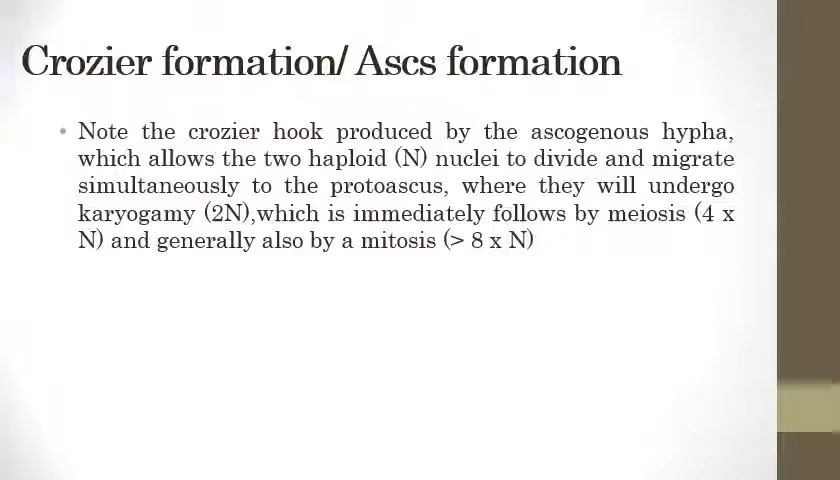 Crozier formation/ Ascs formation
• Note the crozier hook produced by the ascogenous hypha,
which allows the two haploid (N) nuclei to divide and migrate
simultaneously to the protoascus, where they will undergo
karyogamy (2N),which is immediately follows by meiosis (4 x
N) and generally also by a mitosis (> 8 x N)